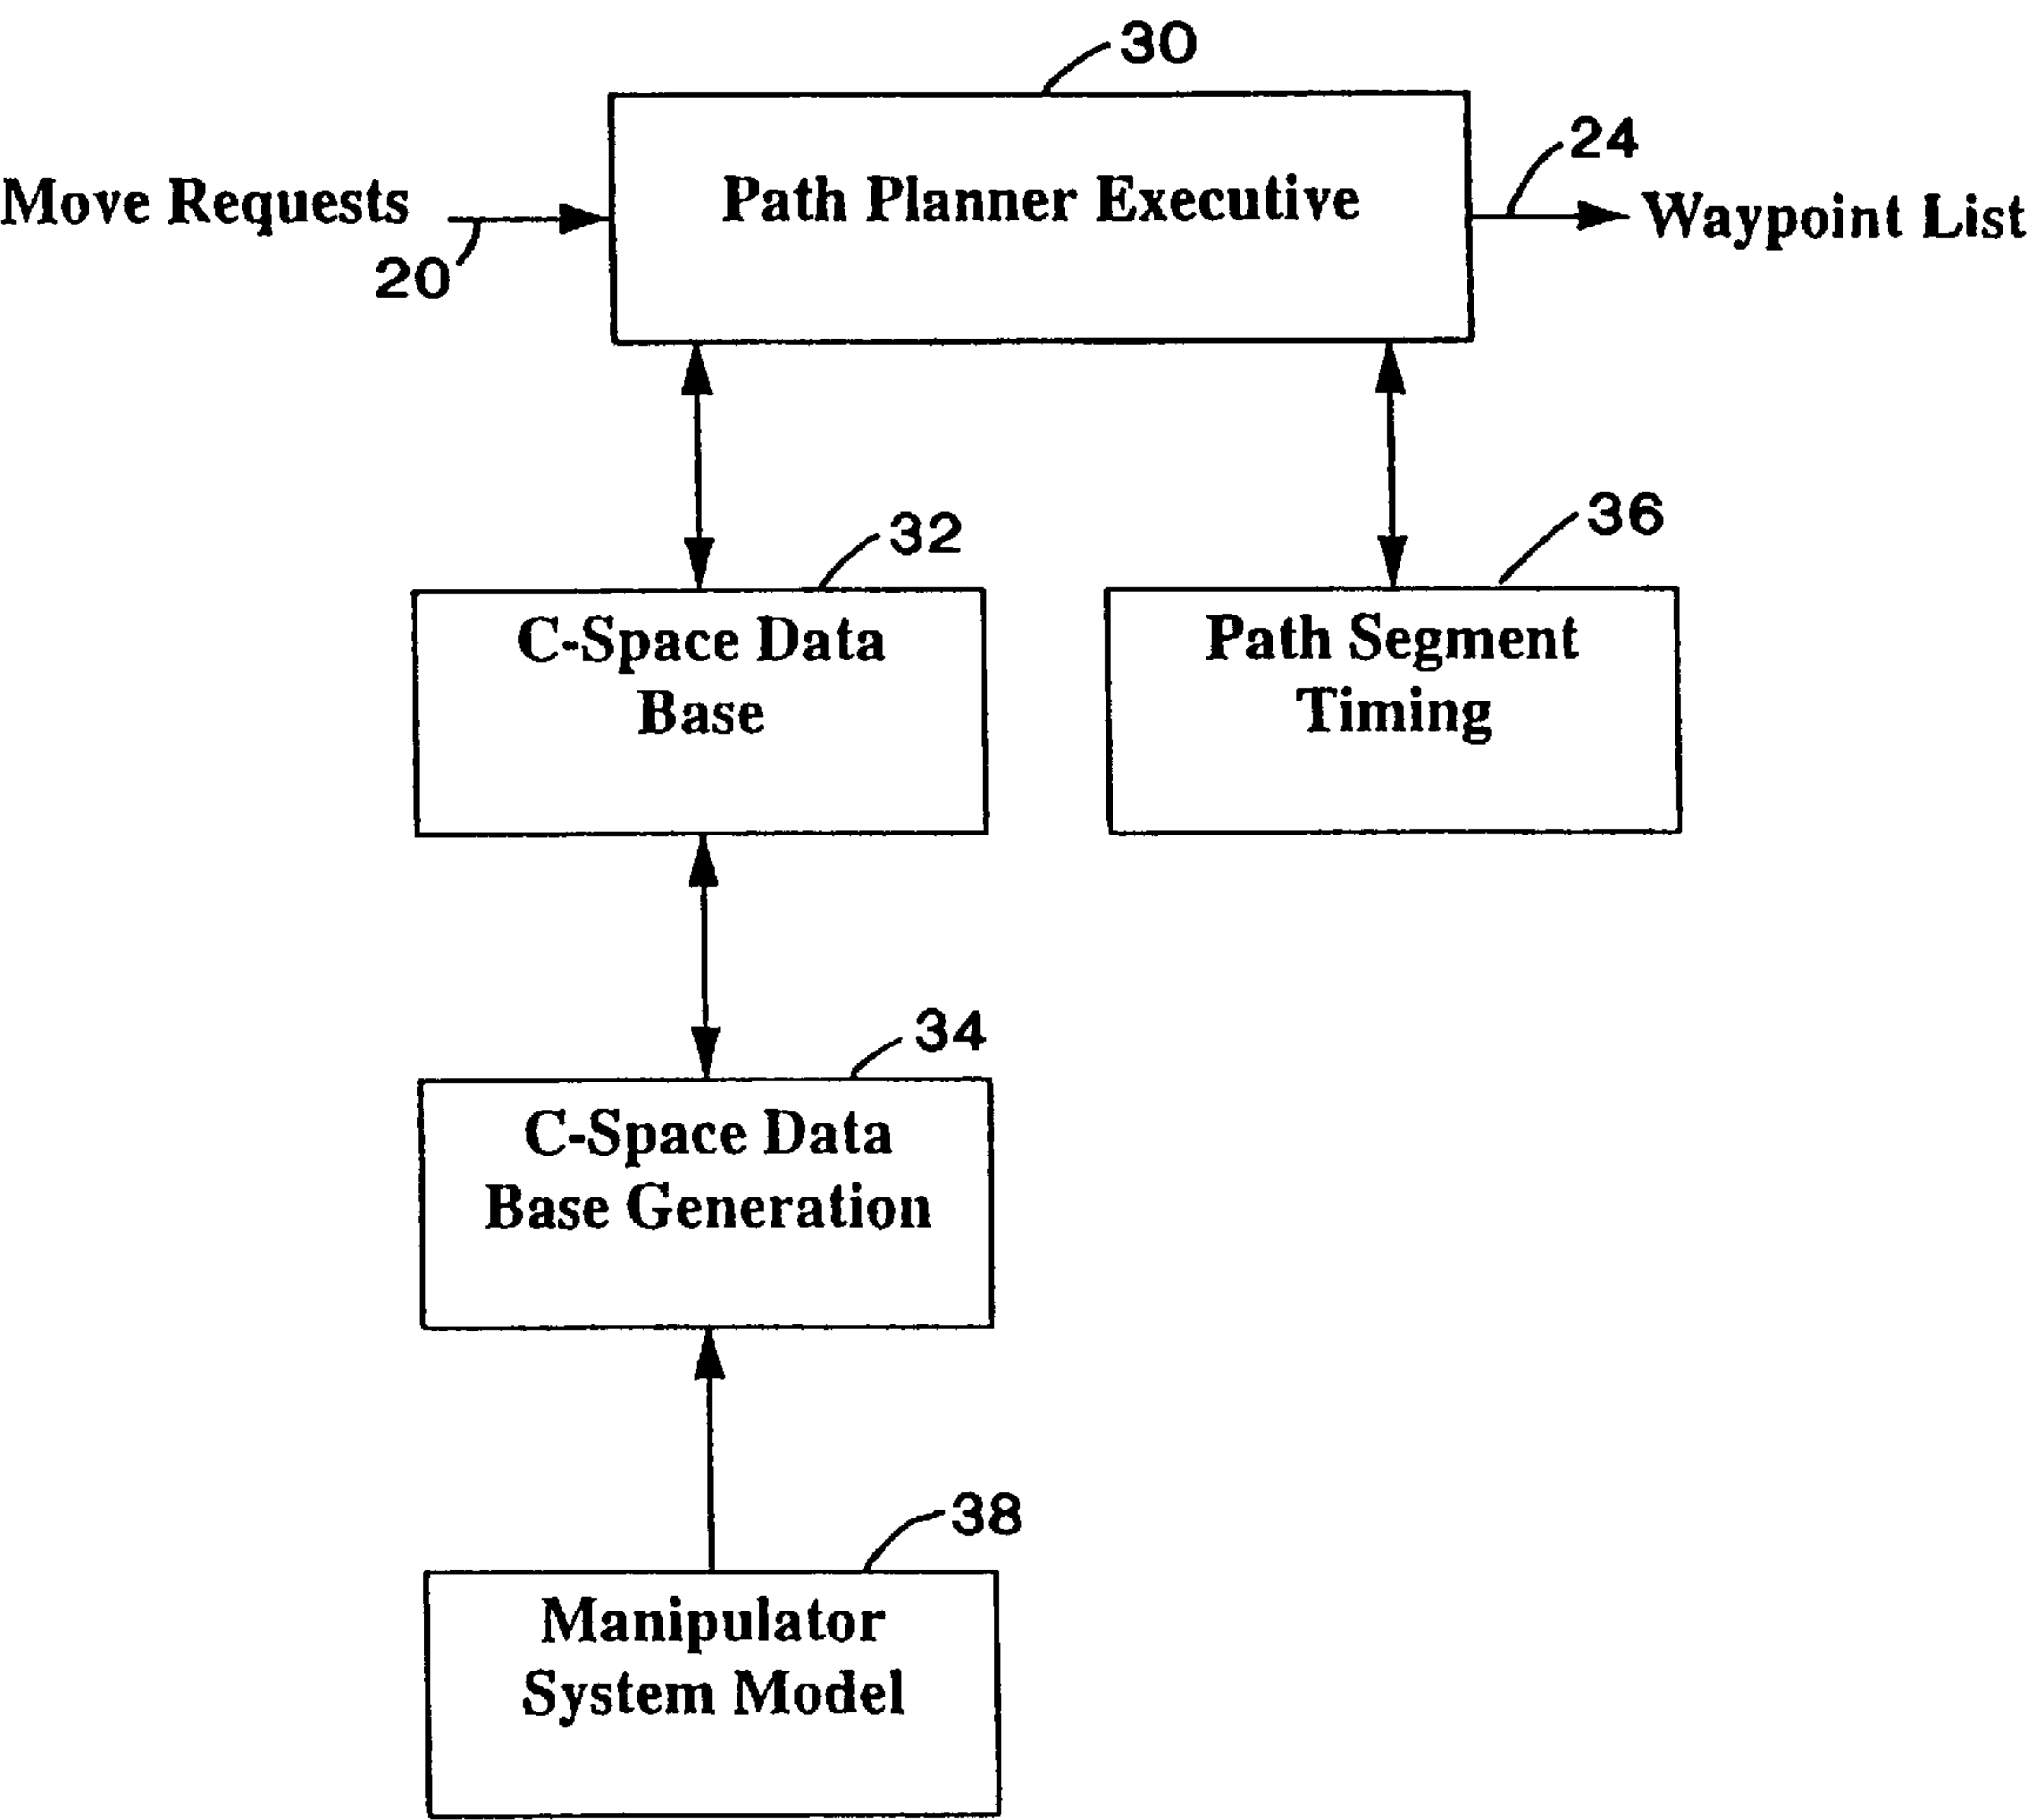 30
24
Move Requests
Path Planner Executive
Waypoint List
20
32
36
C-Space Data
Base
Path Segment
Timing
34
C-Space Data
Base Generation
38
Manipulator
System Model